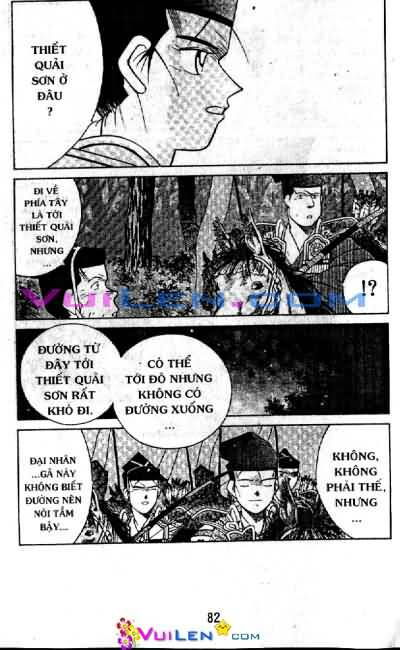 THIẾT
QUẢI
SƠN Ở
ĐÂU
?
ĐI VỀ
PHÍA TÂY
LÀ TỚI
THIẾT QUẢI
SƠN,
NHƯNG
...
!?
VUILEN.COM
ĐƯỜNG TỪ
ĐÂY TỚI
THIẾT QUẢI
SƠN RẤT
KHÓ ĐI.
CÓ THỂ
TỚI ĐÓ NHƯNG
KHÔNG CÓ
ĐƯỜNG XUỐNG
...
ĐẠI NHÂN
...GÃ NÀY
KHÔNG BIẾT
ĐƯỜNG NÊN
NÓI TẦM
BẬY....
KHÔNG,
KHÔNG
PHẢI THẾ,
NHƯNG
...
82
VUILEN
.COM